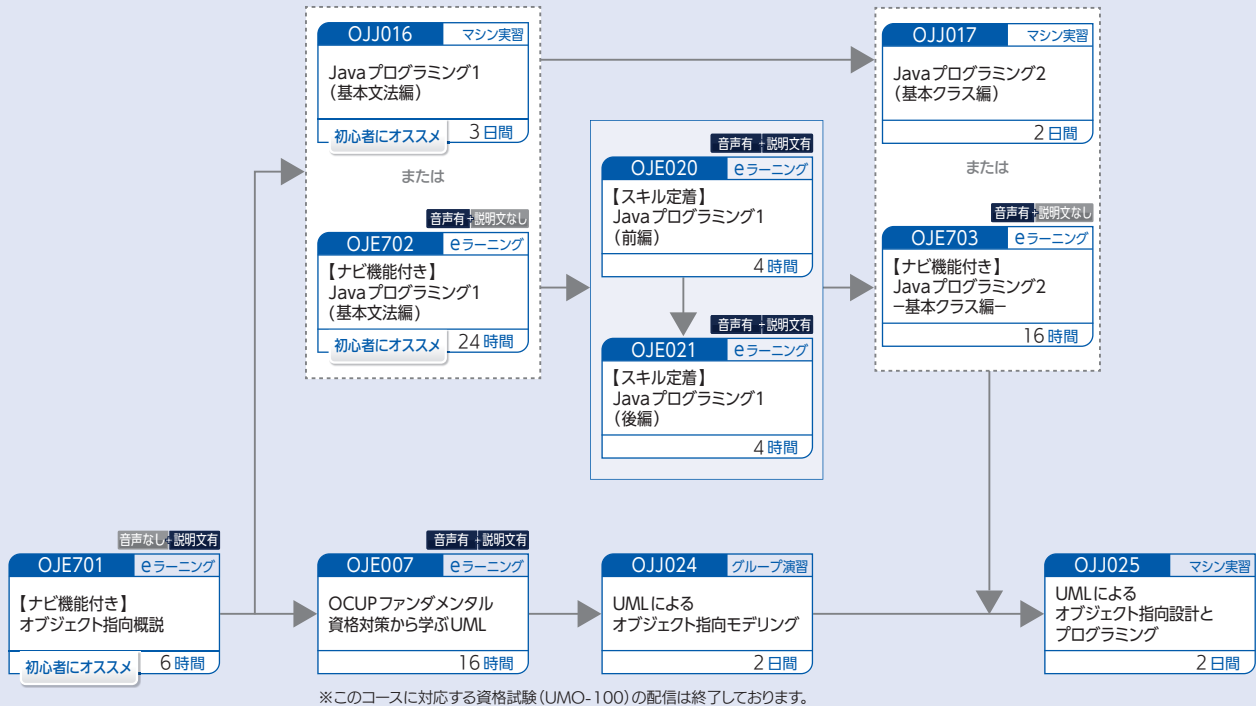 OJJ016 マシン実習
Javaプログラミング1
（基本文法編）
初心者にオススメ 3日間
または
音声有 説明文なし
OJE702 eラーニング
【ナビ機能付き】
Javaプログラミング1
（基本文法編）
初心者にオススメ 24時間
音声有 説明文有
OJE020 eラーニング
【スキル定着】
Javaプログラミング1
（前編）
4時間
音声有 説明文有
OJE021 eラーニング
【スキル定着】
Javaプログラミング1
（後編）
4時間
OJJ017 マシン実習
Javaプログラミング2
（基本クラス編）
2日間
または
音声有 説明文なし
OJE703 eラーニング
【ナビ機能付き】
Javaプログラミング2
－基本クラス編－
16時間
音声なし 説明文有
OJE701 eラーニング
【ナビ機能付き】
オブジェクト指向概説
初心者にオススメ 6時間
音声有 説明文有
OJE007 eラーニング
OCUPファンダメンタル
資格対策から学ぶUML
16時間
OJJ024 グループ演習
UMLによる
オブジェクト指向モデリング
2日間
OJJ025 マシン実習
UMLによる
オブジェクト指向設計と
プログラミング
2日間
※このコースに対応する資格試験（UMO-100）の配信は終了しております。